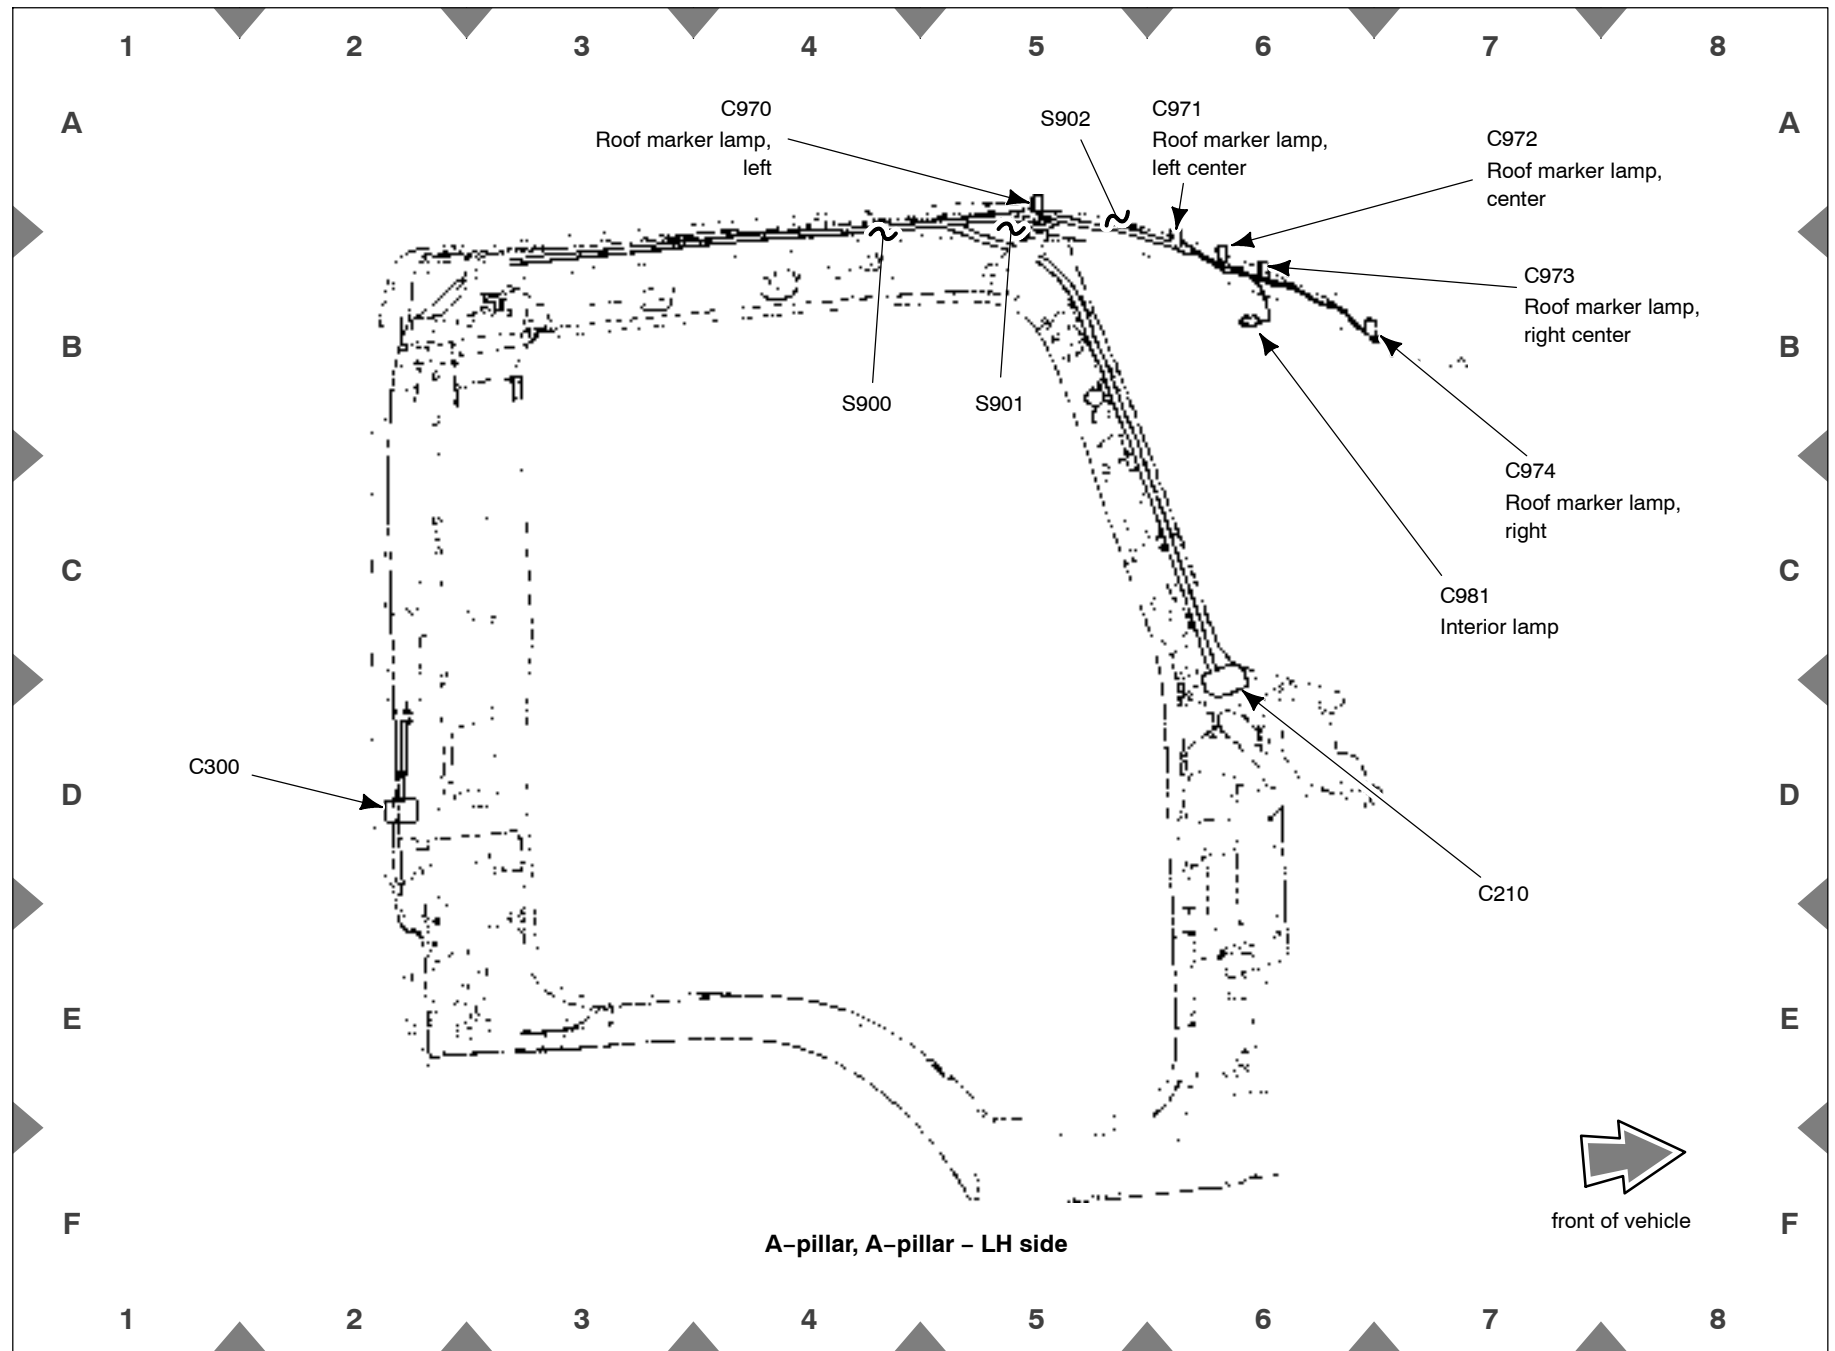 1 2 3 4 5 6 7 8
A A
C970
Roof marker lamp,
left
S902
C971
Roof marker lamp,
left center
C972
Roof marker lamp,
center
C973
Roof marker lamp,
right center
B B
S900
S901
C974
Roof marker lamp,
right
C C
C981
Interior lamp
C300
D D
C210
E E
front of vehicle
F F
A–pillar, A–pillar – LH side
1 2 3 4 5 6 7 8